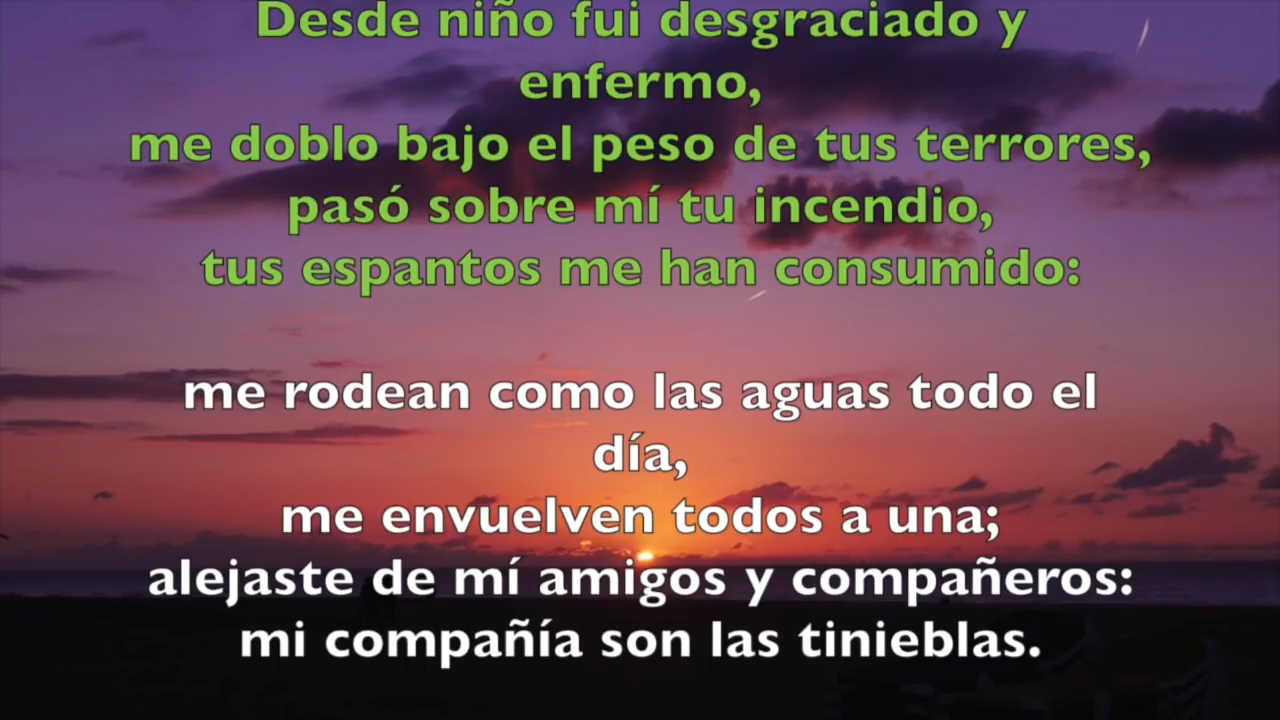 Desde niño fui desgraciado y
enfermo,
me doblo bajo el peso de tus terrores,
pasó sobre mí tu incendio,
tus espantos me han consumido:
me rodean como las aguas todo el
día,
me envuelven todos a una;
alejaste de mí amigos y compañeros:
mi compañía son las tinieblas.